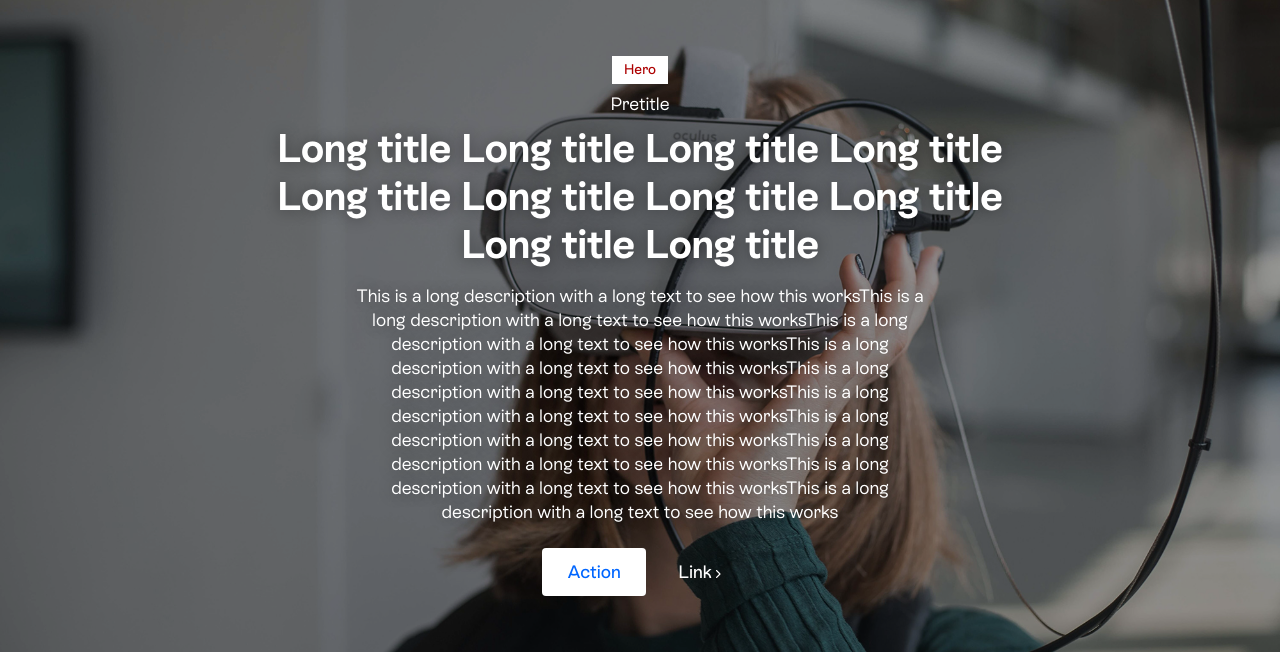 Hero
Pretitle
oculus
Long title Long title Long title Long title
Long title Long title Long title Long title
Long title Long title
This is a long description with a long text to see how this worksThis is a
long description with a long text to see how this worksThis is a long
description with a long text to see how this worksThis is a long
description with a long text to see how this worksThis is a long
description with a long text to see how this worksThis is a long
description with a long text to see how this worksThis is a long
description with a long text to see how this worksThis is a long
description with a long text to see how this worksThis is a long
description with a long text to see how this worksThis is a long
description with a long text to see how this works
Action
Link ›